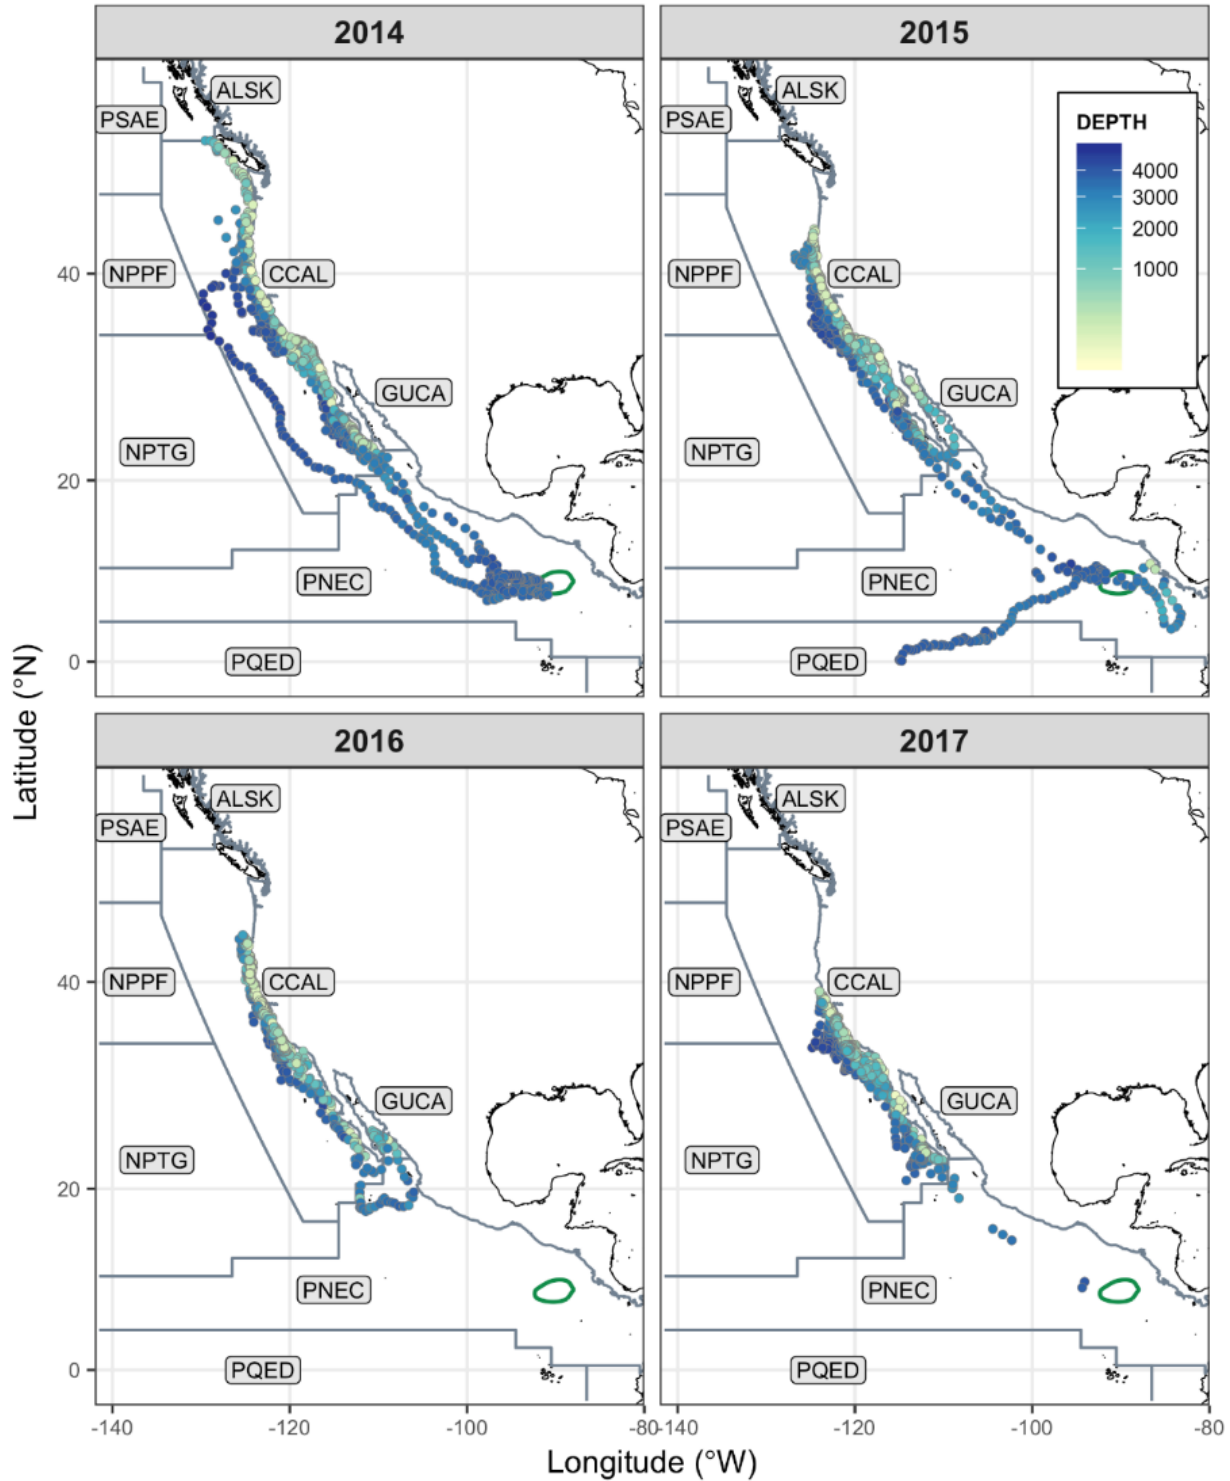 2014
2015
ALSK
PSAE
NPPF
CCAL
GUCA
NPTG
PNEC
PQED
40
20
0
ALSK
PSAE
NPPF
CCAL
GUCA
NPTG
PNEC
PQED
DEPTH
4000
3000
2000
1000
Latitude (°N)
2016
2017
ALSK
PSAE
NPPF
CCAL
GUCA
NPTG
PNEC
PQED
40
20
0
ALSK
PSAE
NPPF
CCAL
GUCA
NPTG
PNEC
PQED
-140
-120
-100
-80
-140
-120
-100
-80
Longitude (°W)